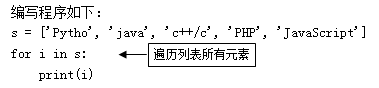 编写程序如下：
s = ['Pytho', 'java', 'c++/c', 'PHP', 'JavaScript']
for i in s: 遍历列表所有元素
print(i)